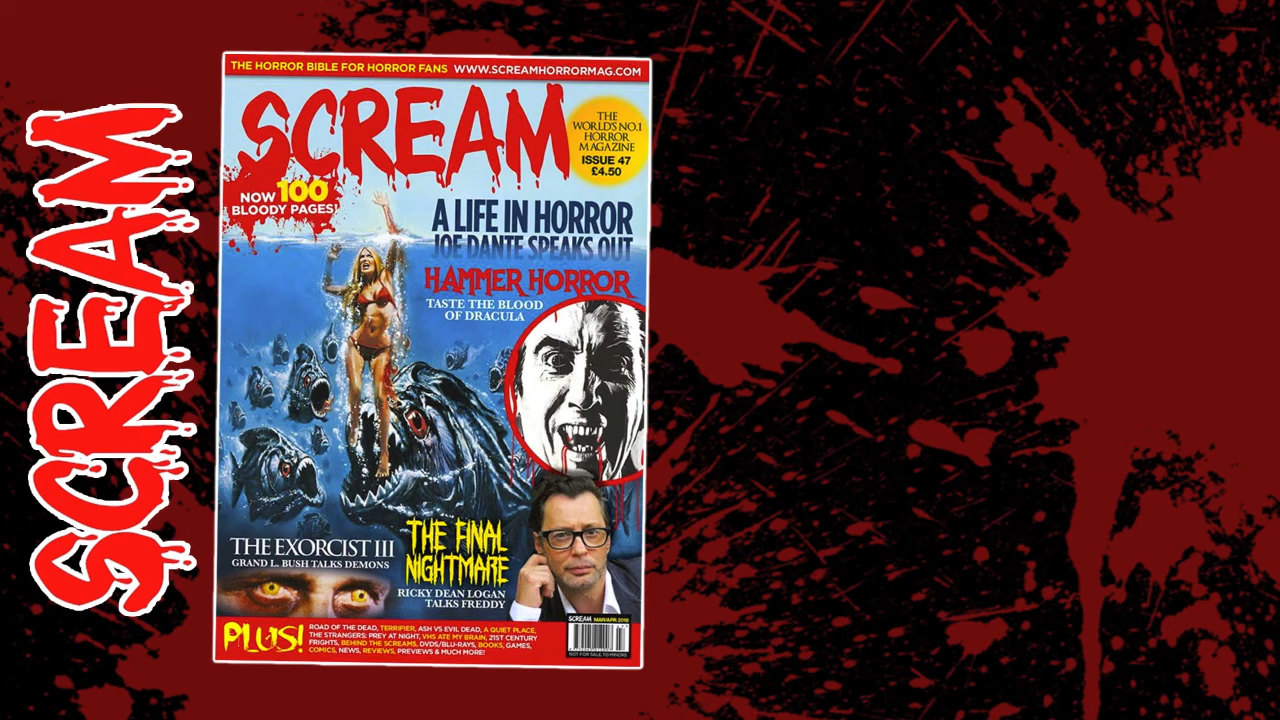 SCREAM
THE HORROR BIBLE FOR HORROR FANS WWW.SCREAMHORRORMAG.COM
SCREAM
THE
WORLD'S NO.1
HORROR
MAGAZINE
ISSUE 47
£4.50
NOW 100
BLOODY PAGES!
A LIFE IN HORROR
JOE DANTE SPEAKS OUT
HAMMER HORROR
TASTE THE BLOOD
OF DRACULA
THE EXORCIST III
GRAND L. BUSH TALKS DEMONS
THE FINAL
NIGHTMARE
RICKY DEAN LOGAN
TALKS FREDDY
PLUS!
ROAD OF THE DEAD, TERRIFIER, ASH VS EVIL DEAD, A QUIET PLACE,
THE STRANGERS: PREY AT NIGHT, VHS ATE MY BRAIN, 21ST CENTURY
FRIGHTS, BEHIND THE SCREAMS, DVDS/BLU-RAYS, BOOKS, GAMES,
COMICS, NEWS, REVIEWS, PREVIEWS & MUCH MORE!
SCREAM MAR/APR 2018
NOT FOR SALE TO MINORS